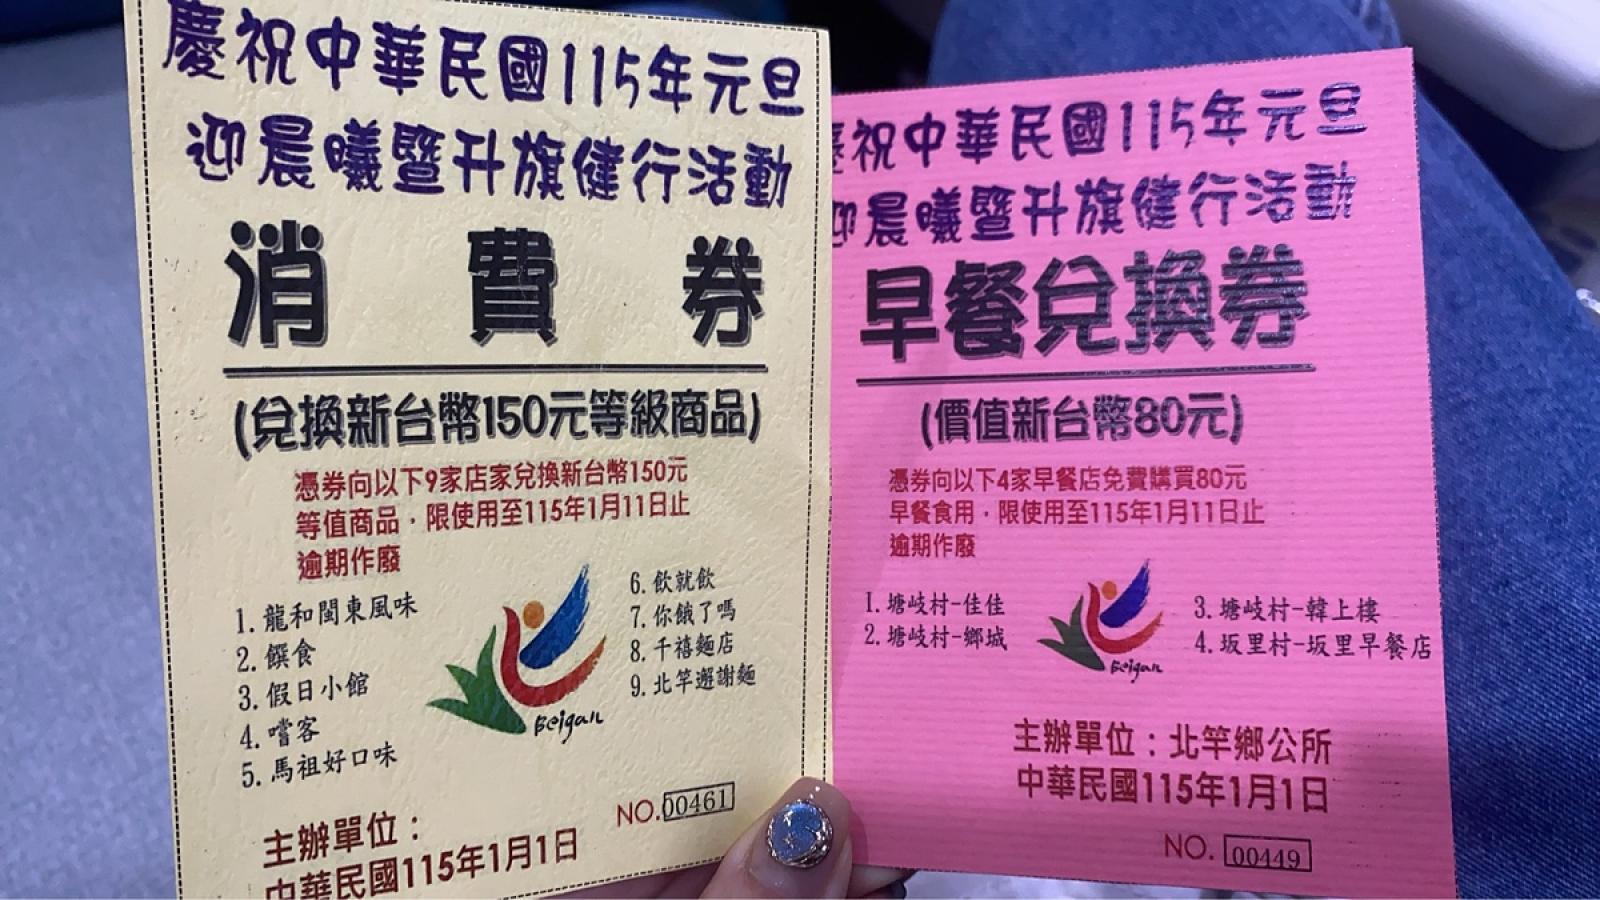 慶祝中華民國115年元旦
迎晨曦暨升旗健行活動
消費券
(兌換新台幣150元等級商品)
憑券向以下9家店家兌換新台幣150元
等值商品，限使用至115年1月11日止
逾期作廢
1. 龍和閩東風味
2. 饌食
3. 假日小館
4. 嚐客
5. 馬祖好口味
6. 飲就飲
7. 你餓了嗎
8. 千禧麵店
9. 北竿邂謝麵
Beigan
NO.00461
主辦單位：
中華民國115年1月1日
中華民國115年元旦
祝中華民國115年元旦
迎晨曦暨升旗健行活動
早餐兌換券
(價值新台幣80元)
憑券向以下4家早餐店免費購買80元
早餐食用，限使用至115年1月11日止
逾期作廢
1. 塘岐村-佳佳
2. 塘岐村-鄉城
3. 塘岐村-韓上樓
4. 坂里村-坂里早餐店
Beigan
主辦單位：北竿鄉公所
中華民國115年1月1日
NO. 00449